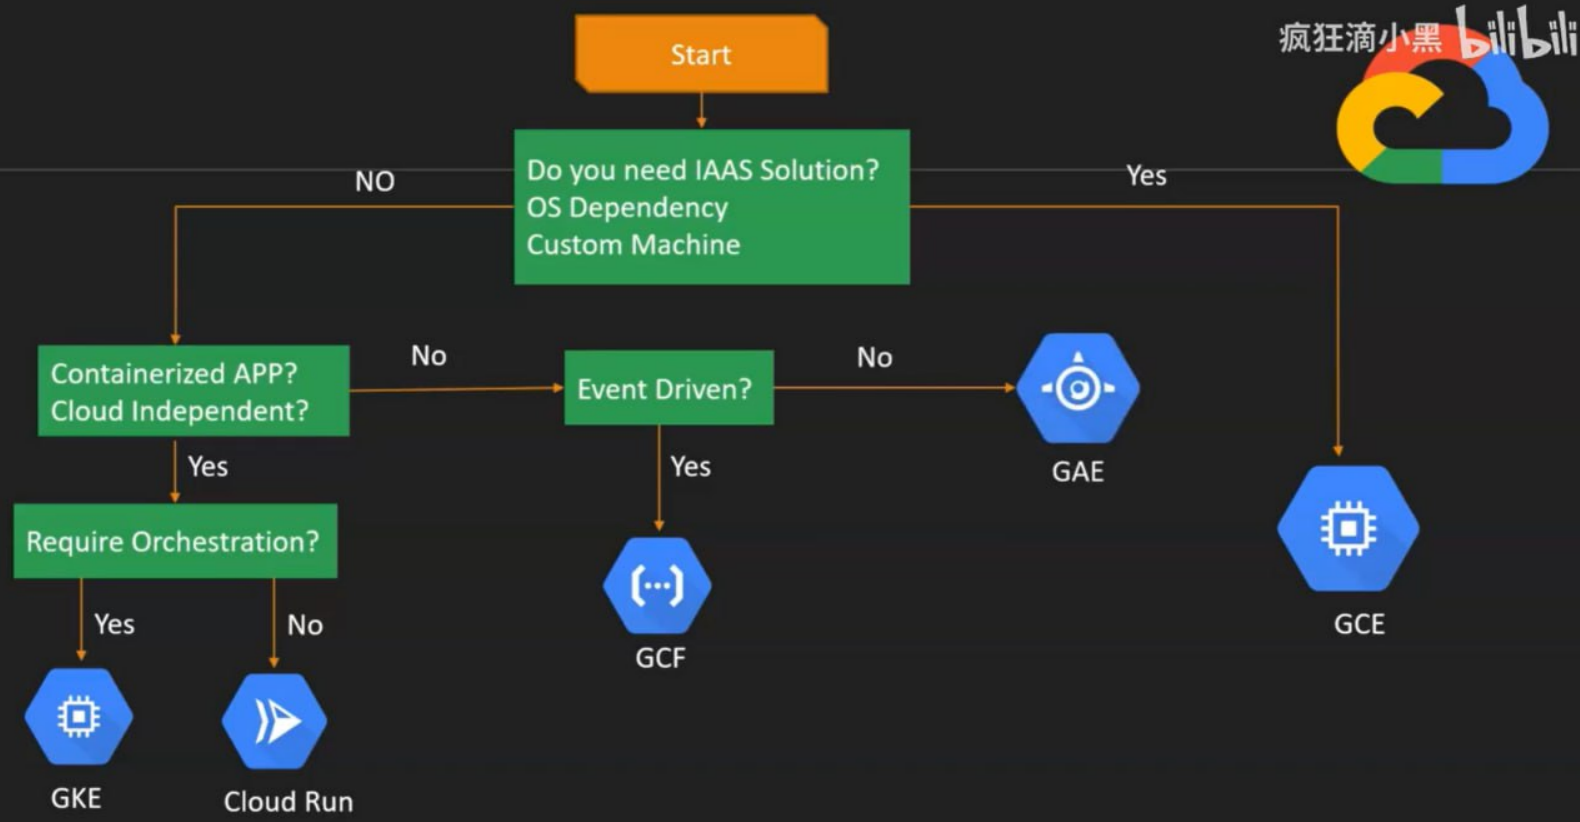 疯狂滴小黑 bilibili
Start
Do you need IAAS Solution?
OS Dependency
Custom Machine
NO
Yes
Containerized APP?
Cloud Independent?
No
Event Driven?
No
GAE
Yes
Yes
Require Orchestration?
GCF
GCE
Yes
No
GKE
Cloud Run